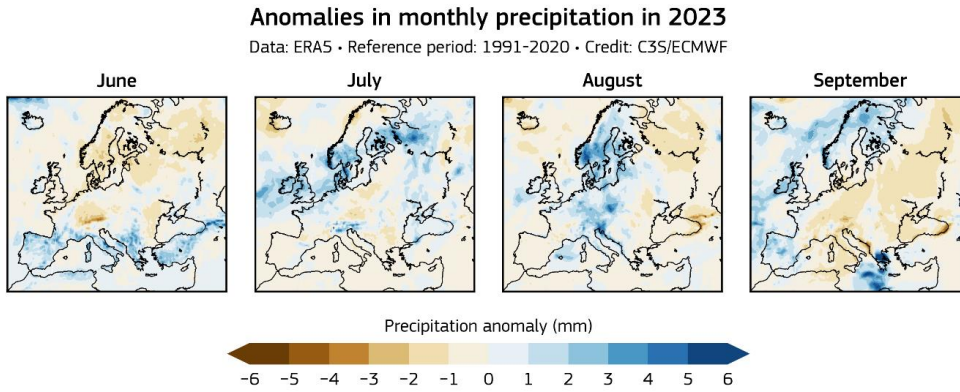 Anomalies in monthly precipitation in 2023
Data: ERA5 • Reference period: 1991-2020 • Credit: C3S/ECMWF
June July August September
Precipitation anomaly (mm)
−6 −5 −4 −3 −2 −1 0 1 2 3 4 5 6